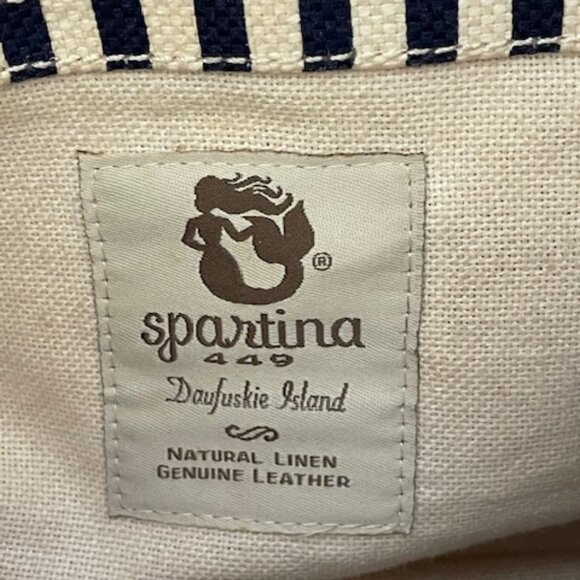 ®
spartina
449
Daufuskie Island
NATURAL LINEN
GENUINE LEATHER